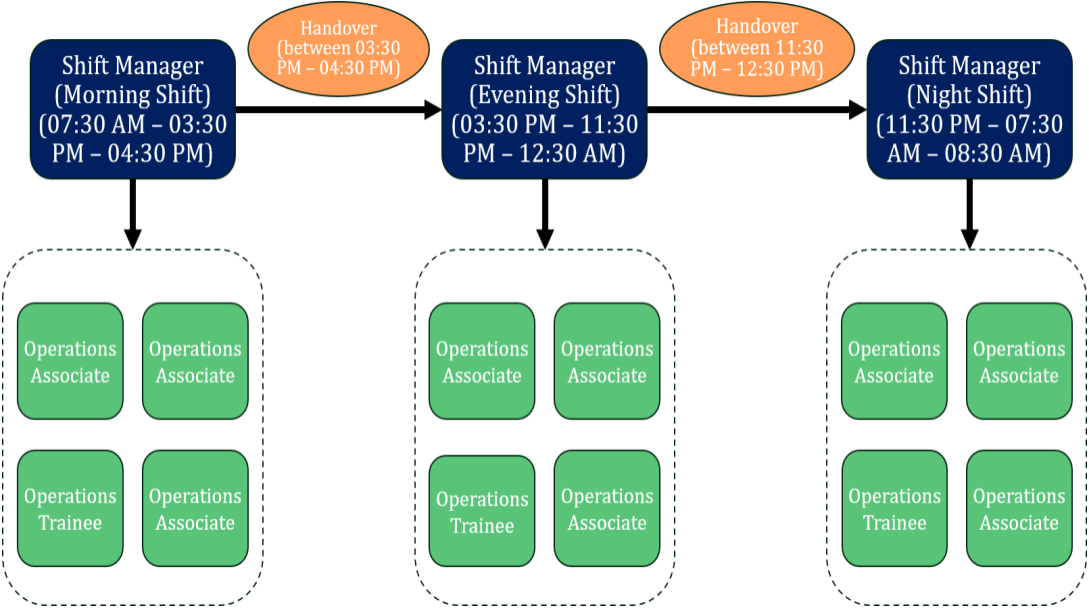 Handover
(between 03:30
PM – 04:30 PM)
Handover
(between 11:30
PM – 12:30 PM)
Shift Manager
(Morning Shift)
(07:30 AM – 03:30
PM – 04:30 PM)
Shift Manager
(Evening Shift)
(03:30 PM – 11:30
PM – 12:30 AM)
Shift Manager
(Night Shift)
(11:30 PM – 07:30
AM – 08:30 AM)
Operations
Associate
Operations
Associate
Operations
Trainee
Operations
Associate
Operations
Associate
Operations
Associate
Operations
Trainee
Operations
Associate
Operations
Associate
Operations
Associate
Operations
Trainee
Operations
Associate